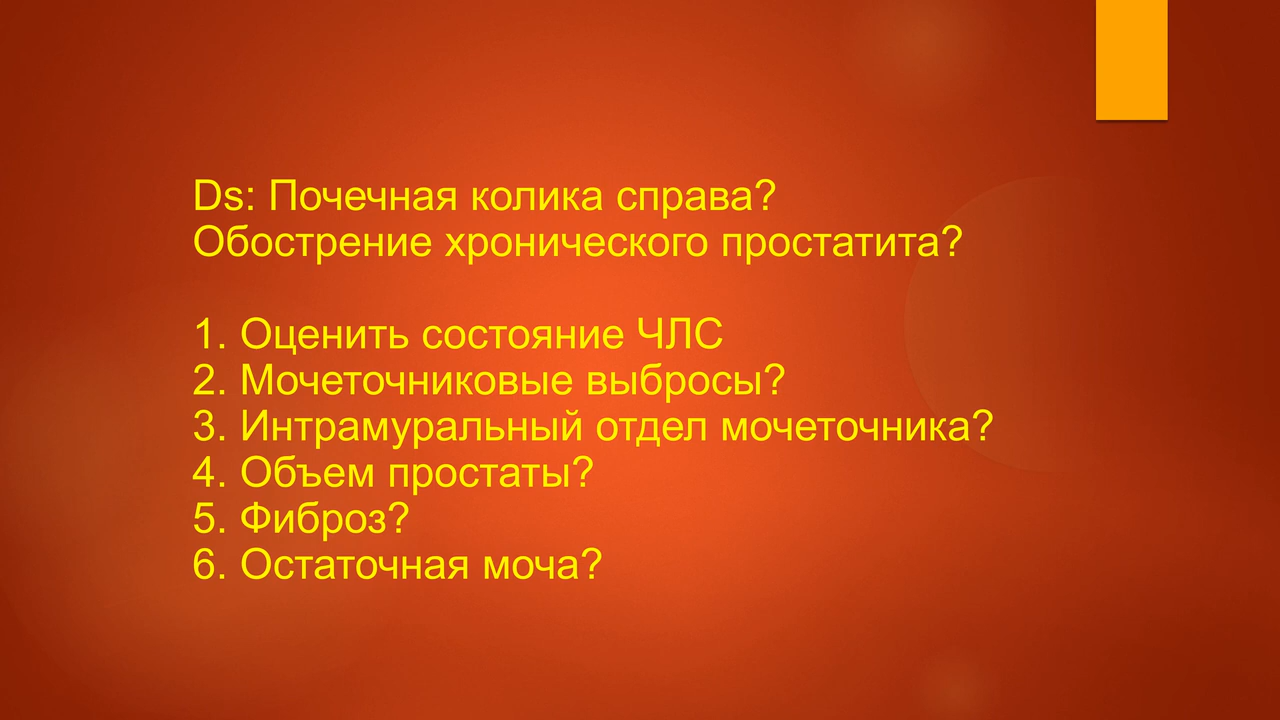 Ds: Почечная колика справа?
Обострение хронического простатита?
1. Оценить состояние ЧЛС
2. Мочеточниковые выбросы?
3. Интрамуральный отдел мочеточника?
4. Объем простаты?
5. Фиброз?
6. Остаточная моча?